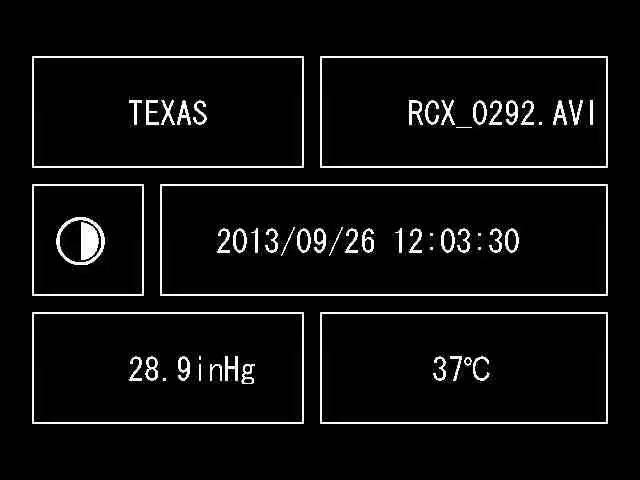 TEXAS
RCX_0292.AVI
2013/09/26 12:03:30
28.9inHg
37℃